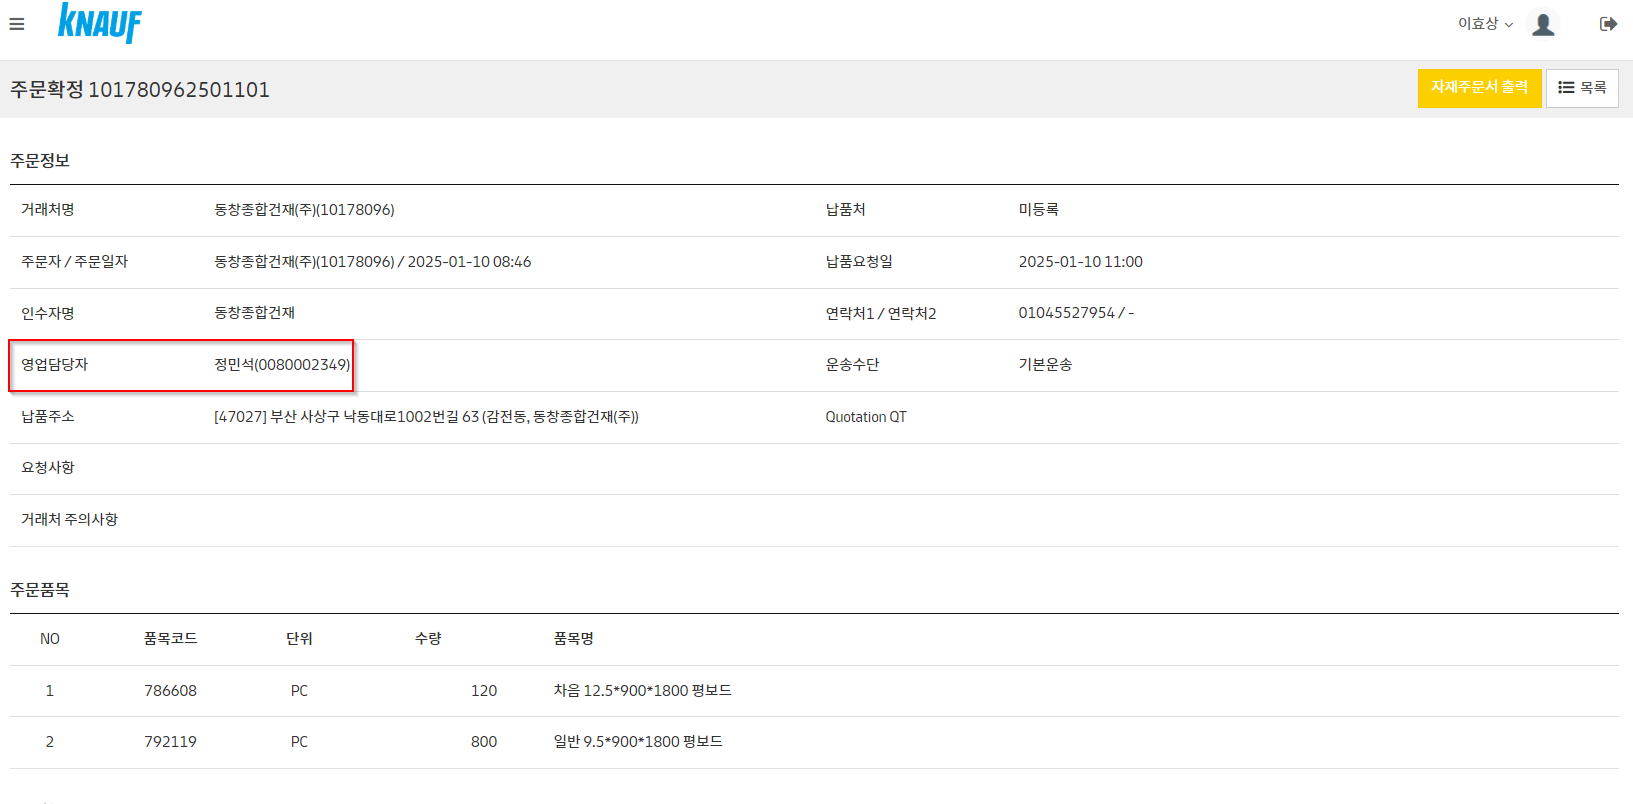 KNAUF
이효상
주문확정 101780962501101
자재주문서 출력
목록
주문정보
거래처명 동창종합건재(주)(10178096) 납품처 미등록
주문자 / 주문일자 동창종합건재(주)(10178096) / 2025-01-10 08:46 납품요청일 2025-01-10 11:00
인수자명 동창종합건재 연락처1 / 연락처2 01045527954 / -
영업담당자 정민석(0080002349) 운송수단 기본운송
납품주소 [47027] 부산 사상구 낙동대로1002번길 63 (감전동, 동창종합건재(주)) Quotation QT
요청사항
거래처 주의사항
주문품목
NO 품목코드 단위 수량 품목명
1 786608 PC 120 차음 12.5*900*1800 평보드
2 792119 PC 800 일반 9.5*900*1800 평보드